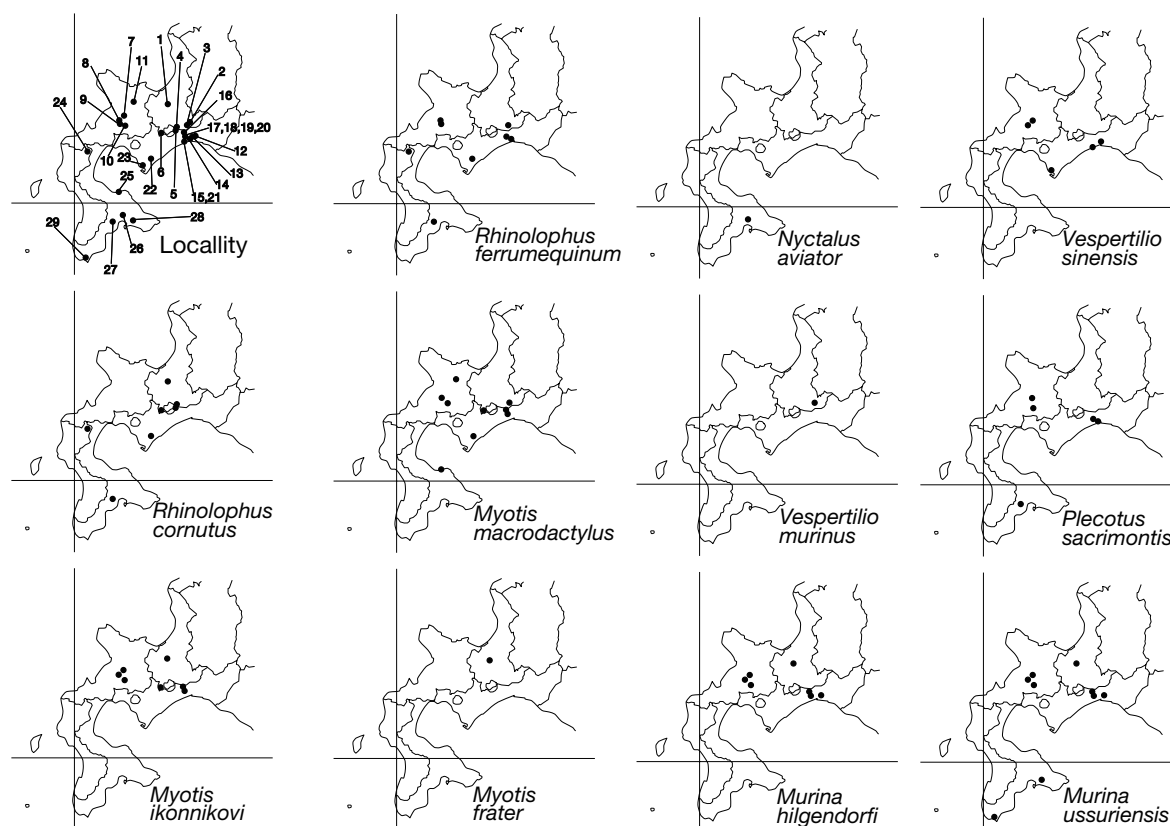 7
1
3
8
11
4
2
24
9
16
17,18,19,20
12
10
23
6
13
25
22
5
14
15,21
29
28
Locallity
26
27
Rhinolophus
ferrumequinum
Nyctalus
aviator
Vespertilio
sinensis
Rhinolophus
cornutus
Myotis
macrodactylus
Vespertilio
murinus
Plecotus
sacrimontis
Myotis
ikonnikovi
Myotis
frater
Murina
hilgendorfi
Murina
ussuriensis